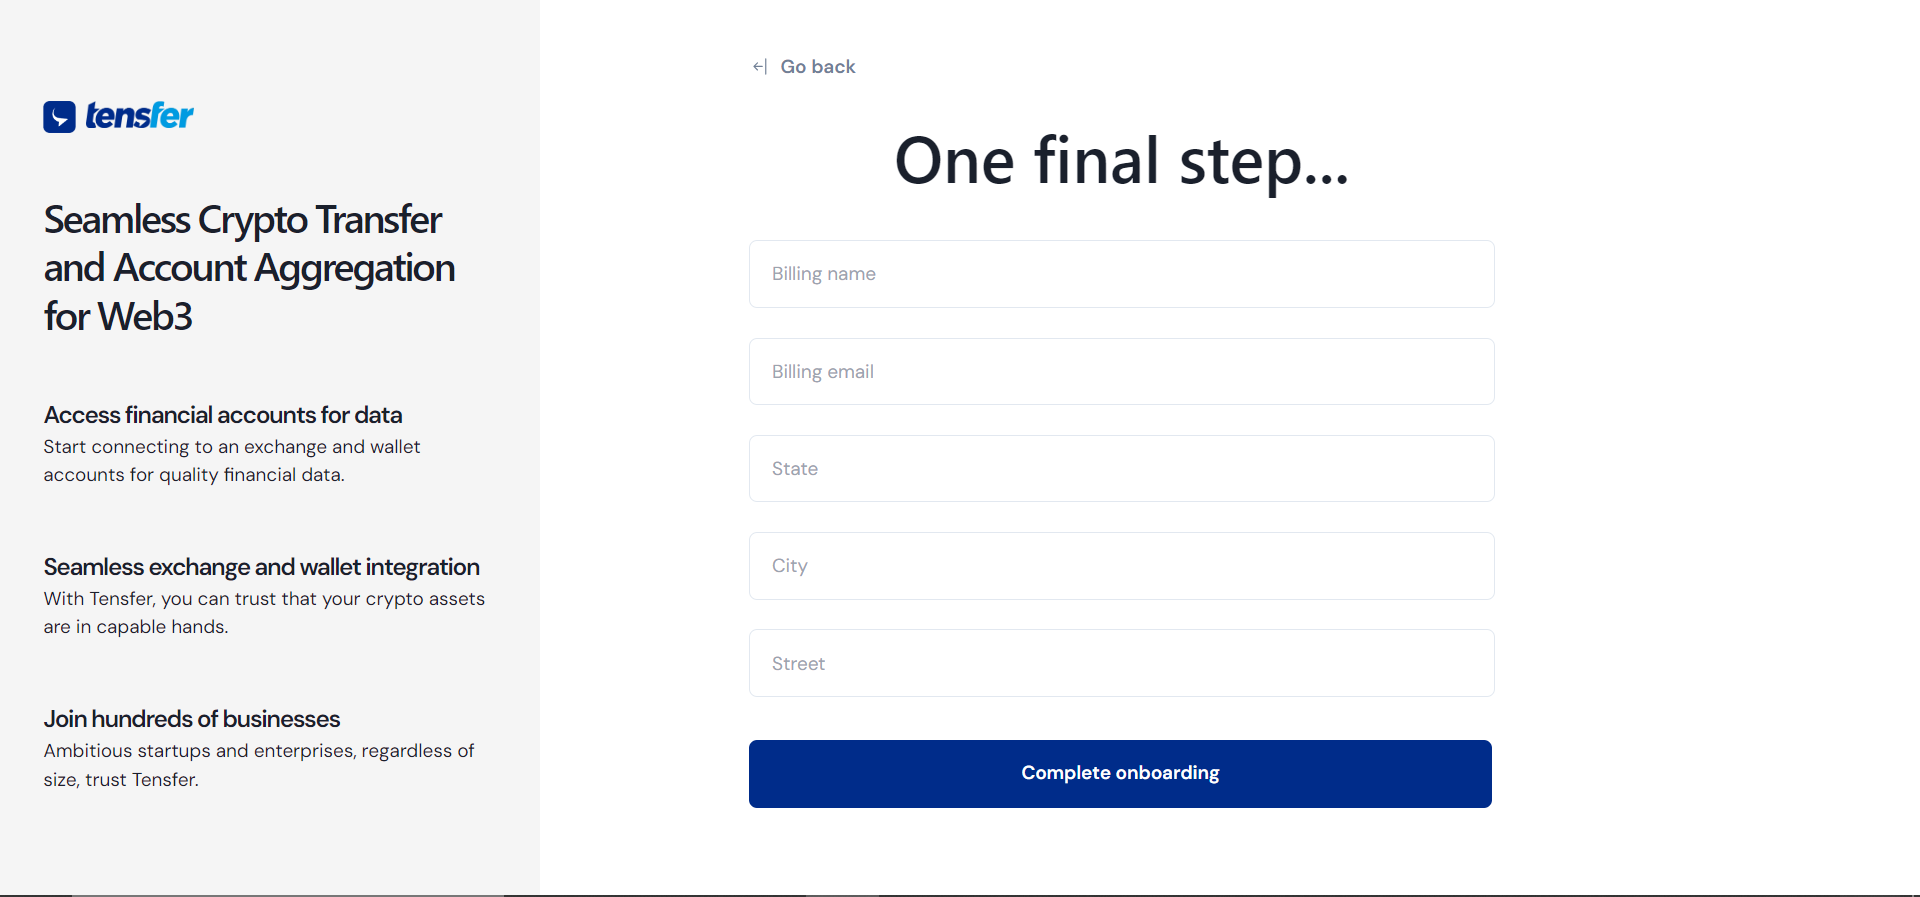 tensfer
Seamless Crypto Transfer
and Account Aggregation
for Web3
Access financial accounts for data
Start connecting to an exchange and wallet
accounts for quality financial data.
Seamless exchange and wallet integration
With Tensfer, you can trust that your crypto assets
are in capable hands.
Join hundreds of businesses
Ambitious startups and enterprises, regardless of
size, trust Tensfer.
Go back
One final step...
Billing name
Billing email
State
City
Street
Complete onboarding